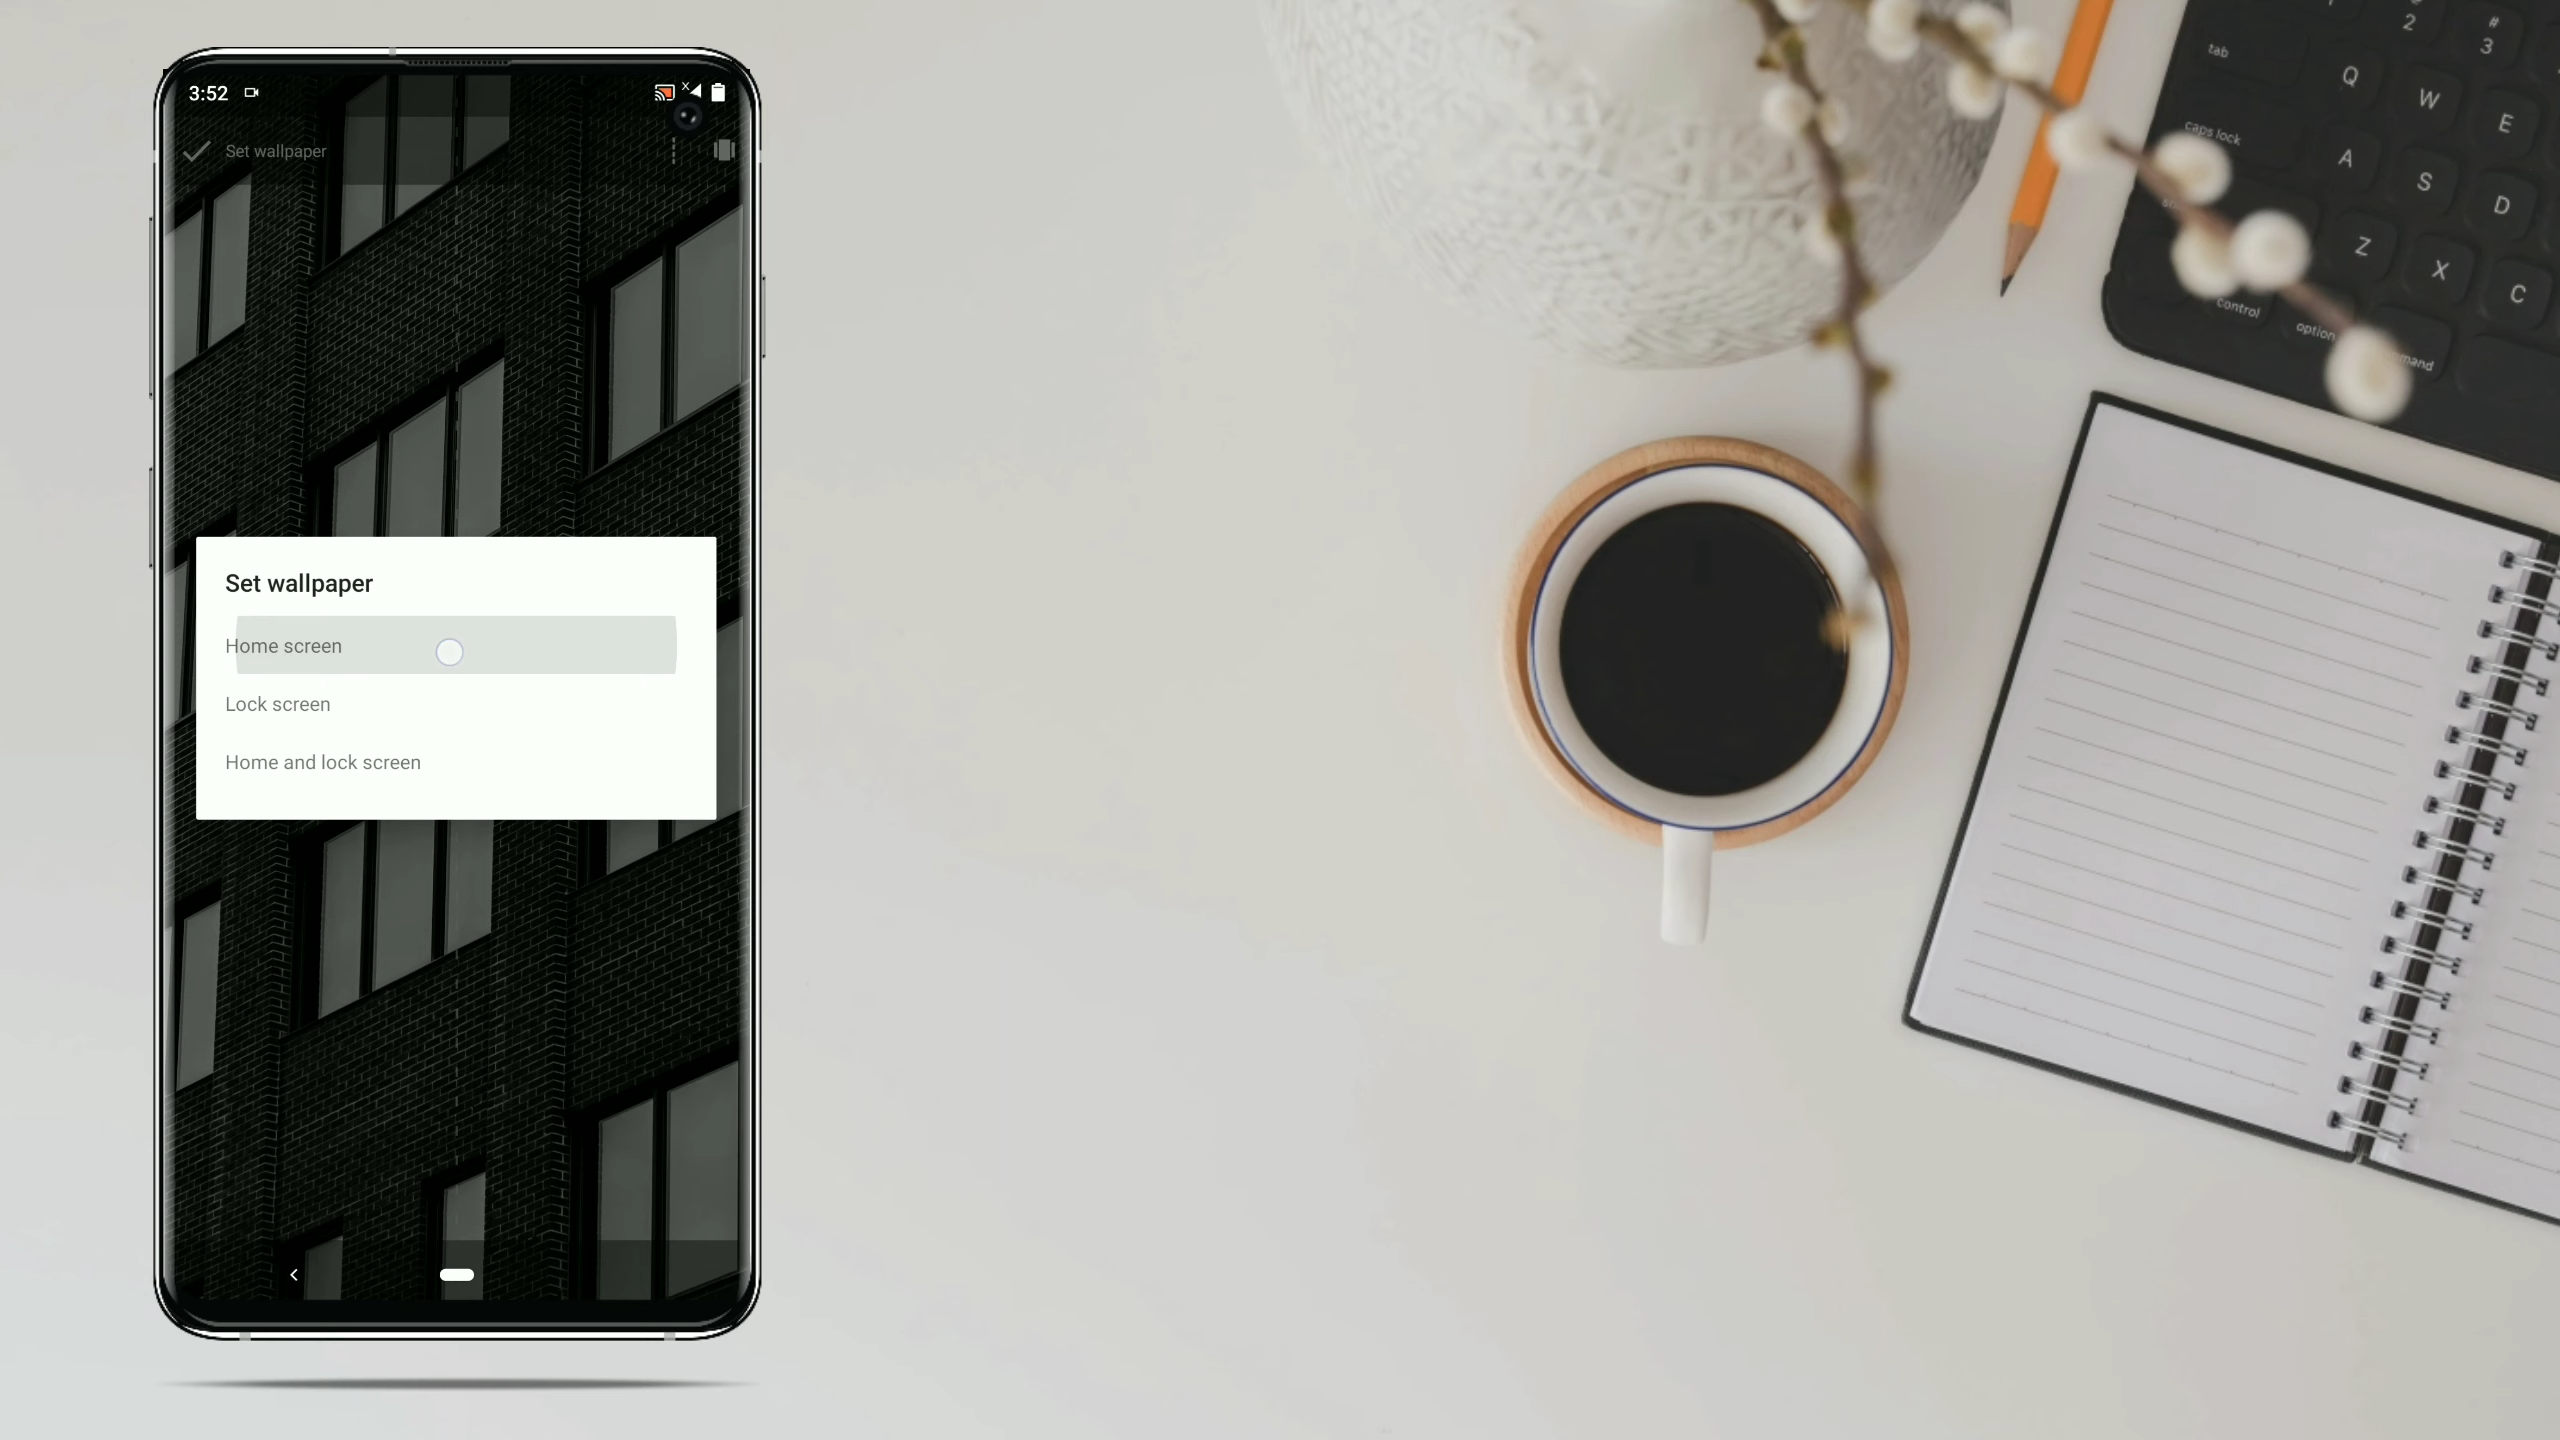 3:52
Set wallpaper
Set wallpaper
Home screen
Lock screen
Home and lock screen
2
#
3
tab
Q
W
E
caps lock
A
S
D
Z
X
C
control
option